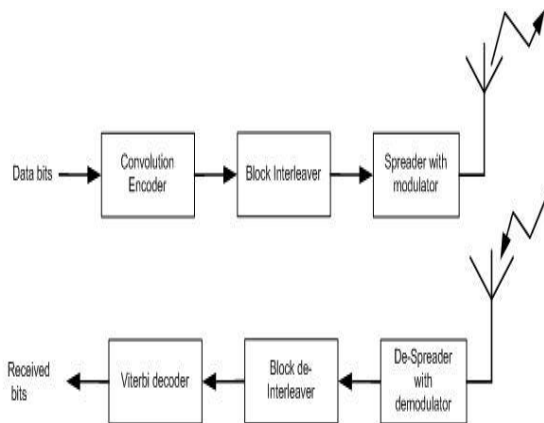 Data bits
Convolution
Encoder
Block Interleaver
Spreader with
modulator
Received
bits
Viterbi decoder
Block de-
Interleaver
De-Spreader
with
demodulator